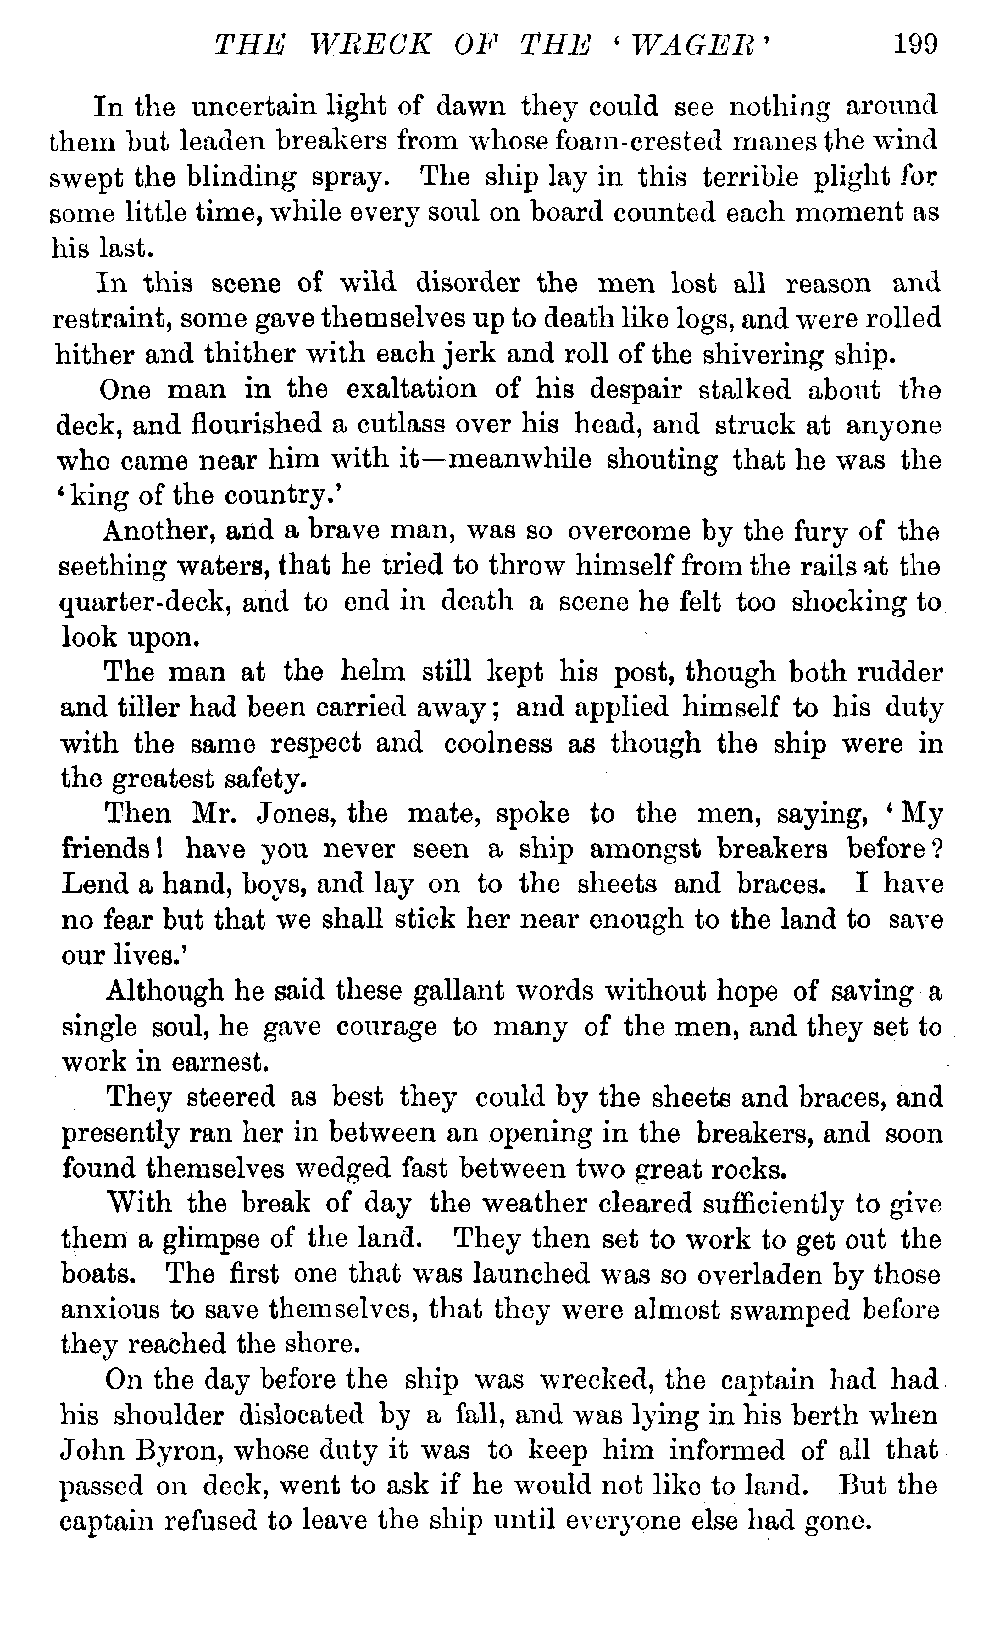 THE WRECK OF THE ‘WAGER’ 199
In the uncertain light of dawn they could see nothing around
them but leaden breakers from whose foam-crested manes the wind
swept the blinding spray. The ship lay in this terrible plight for
some little time, while every soul on board counted each moment as
his last.
In this scene of wild disorder the men lost all reason and
restraint, some gave themselves up to death like logs, and were rolled
hither and thither with each jerk and roll of the shivering ship.
One man in the exaltation of his despair stalked about the
deck, and flourished a cutlass over his head, and struck at anyone
who came near him with it—meanwhile shouting that he was the
‘king of the country.’
Another, and a brave man, was so overcome by the fury of the
seething waters, that he tried to throw himself from the rails at the
quarter-deck, and to end in death a scene he felt too shocking to
look upon.
The man at the helm still kept his post, though both rudder
and tiller had been carried away; and applied himself to his duty
with the same respect and coolness as though the ship were in
the greatest safety.
Then Mr. Jones, the mate, spoke to the men, saying, ‘My
friends! have you never seen a ship amongst breakers before?
Lend a hand, boys, and lay on to the sheets and braces. I have
no fear but that we shall stick her near enough to the land to save
our lives.’
Although he said these gallant words without hope of saving a
single soul, he gave courage to many of the men, and they set to
work in earnest.
They steered as best they could by the sheets and braces, and
presently ran her in between an opening in the breakers, and soon
found themselves wedged fast between two great rocks.
With the break of day the weather cleared sufficiently to give
them a glimpse of the land. They then set to work to get out the
boats. The first one that was launched was so overladen by those
anxious to save themselves, that they were almost swamped before
they reached the shore.
On the day before the ship was wrecked, the captain had had
his shoulder dislocated by a fall, and was lying in his berth when
John Byron, whose duty it was to keep him informed of all that
passed on deck, went to ask if he would not like to land. But the
captain refused to leave the ship until everyone else had gone.